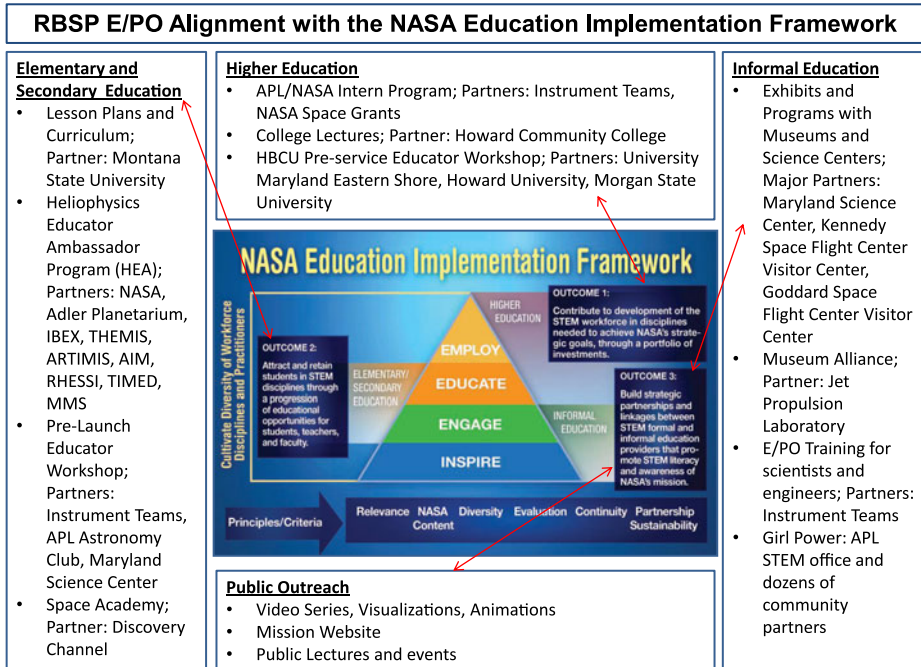 RBSP E/PO Alignment with the NASA Education Implementation Framework
Elementary and
Secondary Education
• Lesson Plans and
Curriculum;
Partner: Montana
State University
• Heliophysics
Educator
Ambassador
Program (HEA);
Partners: NASA,
Adler Planetarium,
IBEX, THEMIS,
ARTIMIS, AIM,
RHESSI, TIMED,
MMS
• Pre-Launch
Educator
Workshop;
Partners:
Instrument Teams,
APL Astronomy
Club, Maryland
Science Center
• Space Academy;
Partner: Discovery
Channel
Higher Education
• APL/NASA Intern Program; Partners: Instrument Teams,
NASA Space Grants
• College Lectures; Partner: Howard Community College
• HBCU Pre-service Educator Workshop; Partners: University
Maryland Eastern Shore, Howard University, Morgan State
University
NASA Education Implementation Framework
Cultivate Diversity of Workforce
Disciplines and Practitioners
OUTCOME 2:
Attract and retain
students in STEM
disciplines through
a progression
of educational
opportunities for
students, teachers,
and faculty.
ELEMENTARY/
SECONDARY
EDUCATION
HIGHER
EDUCATION
EMPLOY
EDUCATE
ENGAGE
INSPIRE
OUTCOME 1:
Contribute to development of the
STEM workforce in disciplines
needed to achieve NASA's strate-
gic goals, through a portfolio of
investments.
INFORMAL
EDUCATION
OUTCOME 3:
Build strategic
partnerships and
linkages between
STEM formal and
informal education
providers that pro-
mote STEM literacy
and awareness of
NASA's mission.
Principles/Criteria
Relevance NASA Diversity Evaluation Continuity Partnership
Content Sustainability
Public Outreach
• Video Series, Visualizations, Animations
• Mission Website
• Public Lectures and events
Informal Education
• Exhibits and
Programs with
Museums and
Science Centers;
Major Partners:
Maryland Science
Center, Kennedy
Space Flight Center
Visitor Center,
Goddard Space
Flight Center Visitor
Center
• Museum Alliance;
Partner: Jet
Propulsion
Laboratory
• E/PO Training for
scientists and
engineers; Partners:
Instrument Teams
• Girl Power: APL
STEM office and
dozens of
community
partners